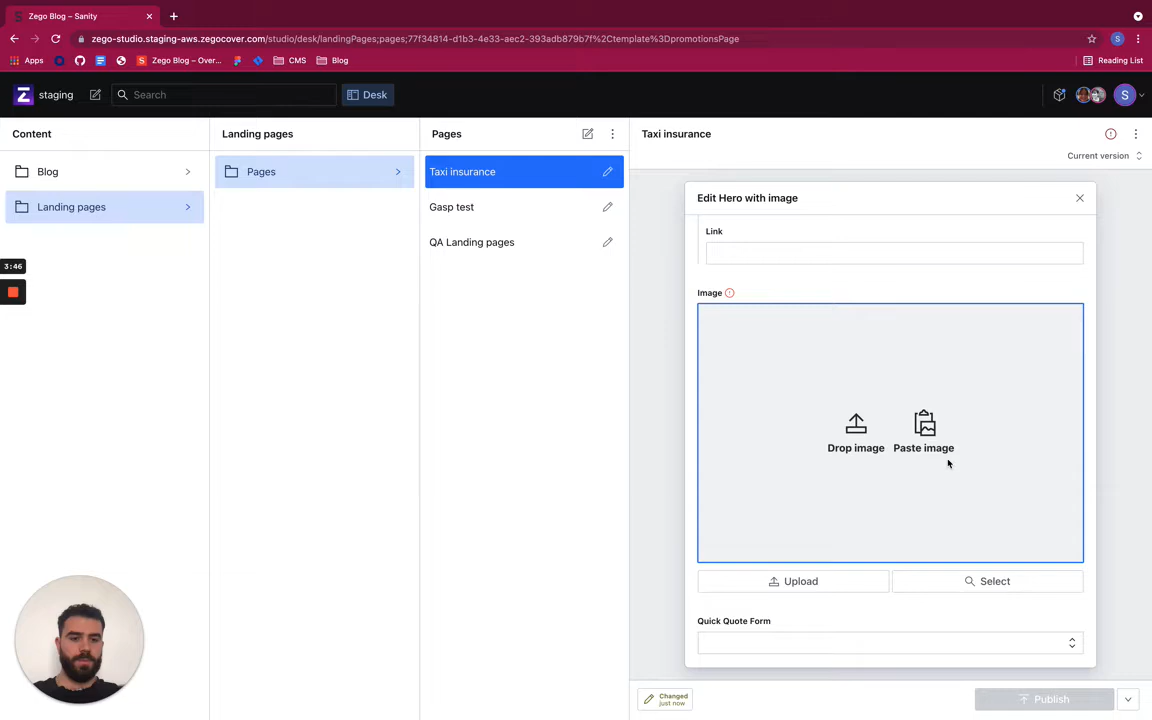 Zego Blog – Sanity
zego-studio.staging-aws.zegocover.com/studio/desk/landingPages;pages;77f34814-d1b3-4e33-aec2-393adb879b7f%2Ctemplate%3DpromotionsPage
S
Apps
S Zego Blog – Over...
CMS
Blog
Reading List
Z staging
Search
Desk
S
Content
Landing pages
Pages
Taxi insurance
Current version
Blog
Pages
Taxi insurance
Landing pages
Gasp test
QA Landing pages
3:46
Edit Hero with image
Link
Image
Drop image
Paste image
Upload
Select
Quick Quote Form
Changed
just now
Publish